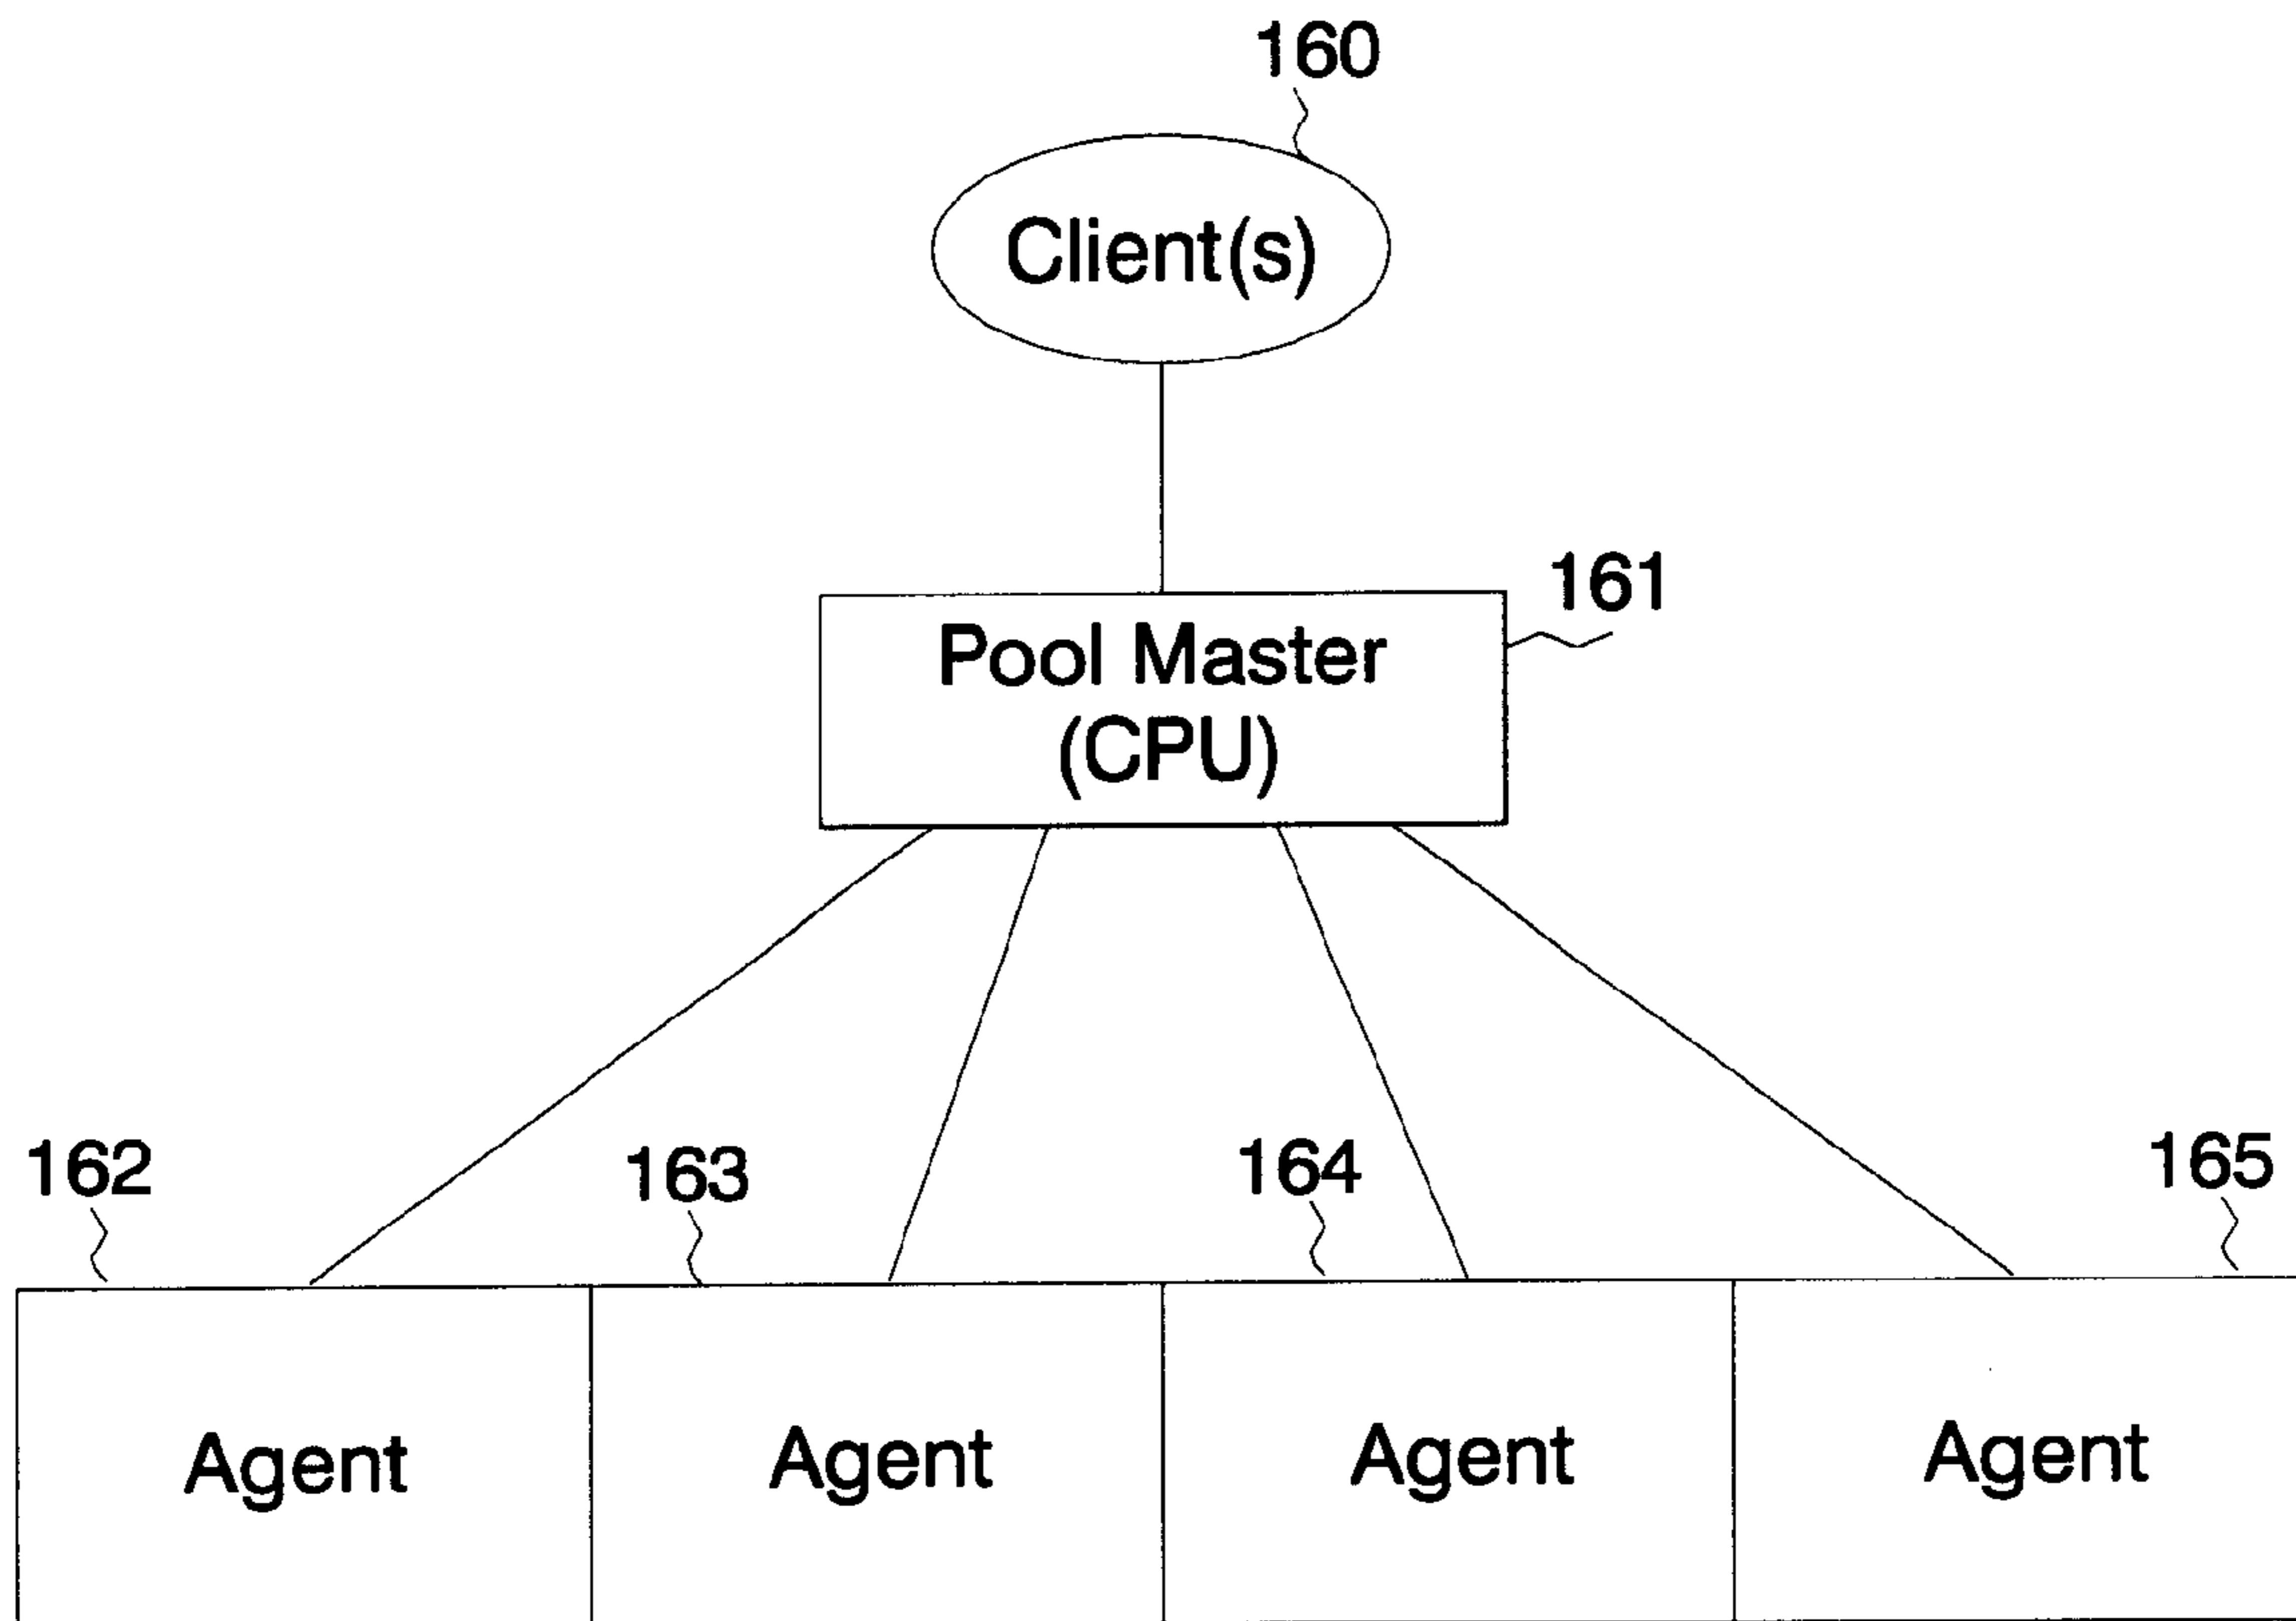 160
Client(s)
161
Pool Master
(CPU)
162
163
164
165
Agent
Agent
Agent
Agent